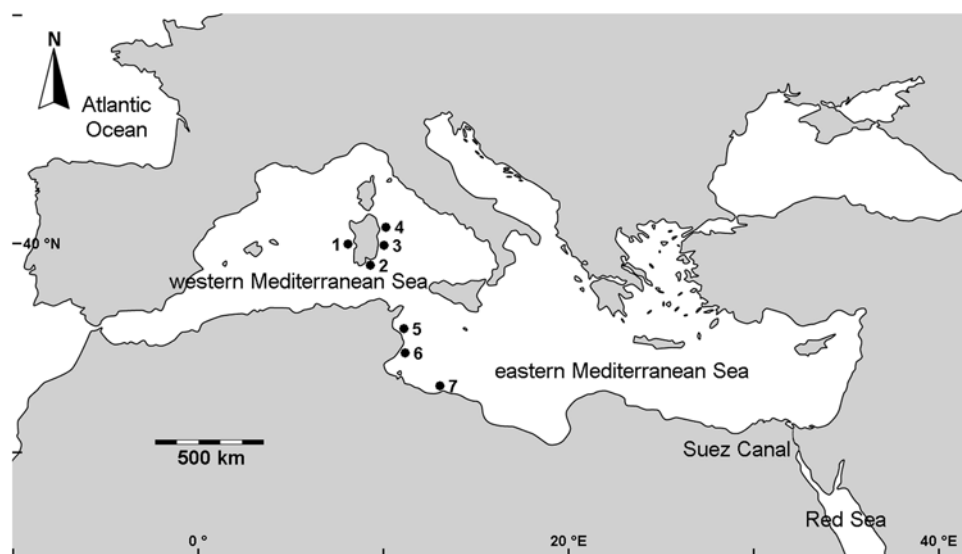 N
Atlantic
Ocean
4
40 °N
1
3
2
western Mediterranean Sea
5
6
eastern Mediterranean Sea
7
500 km
Suez Canal
Red Sea
0 °
20 °E
40 °E